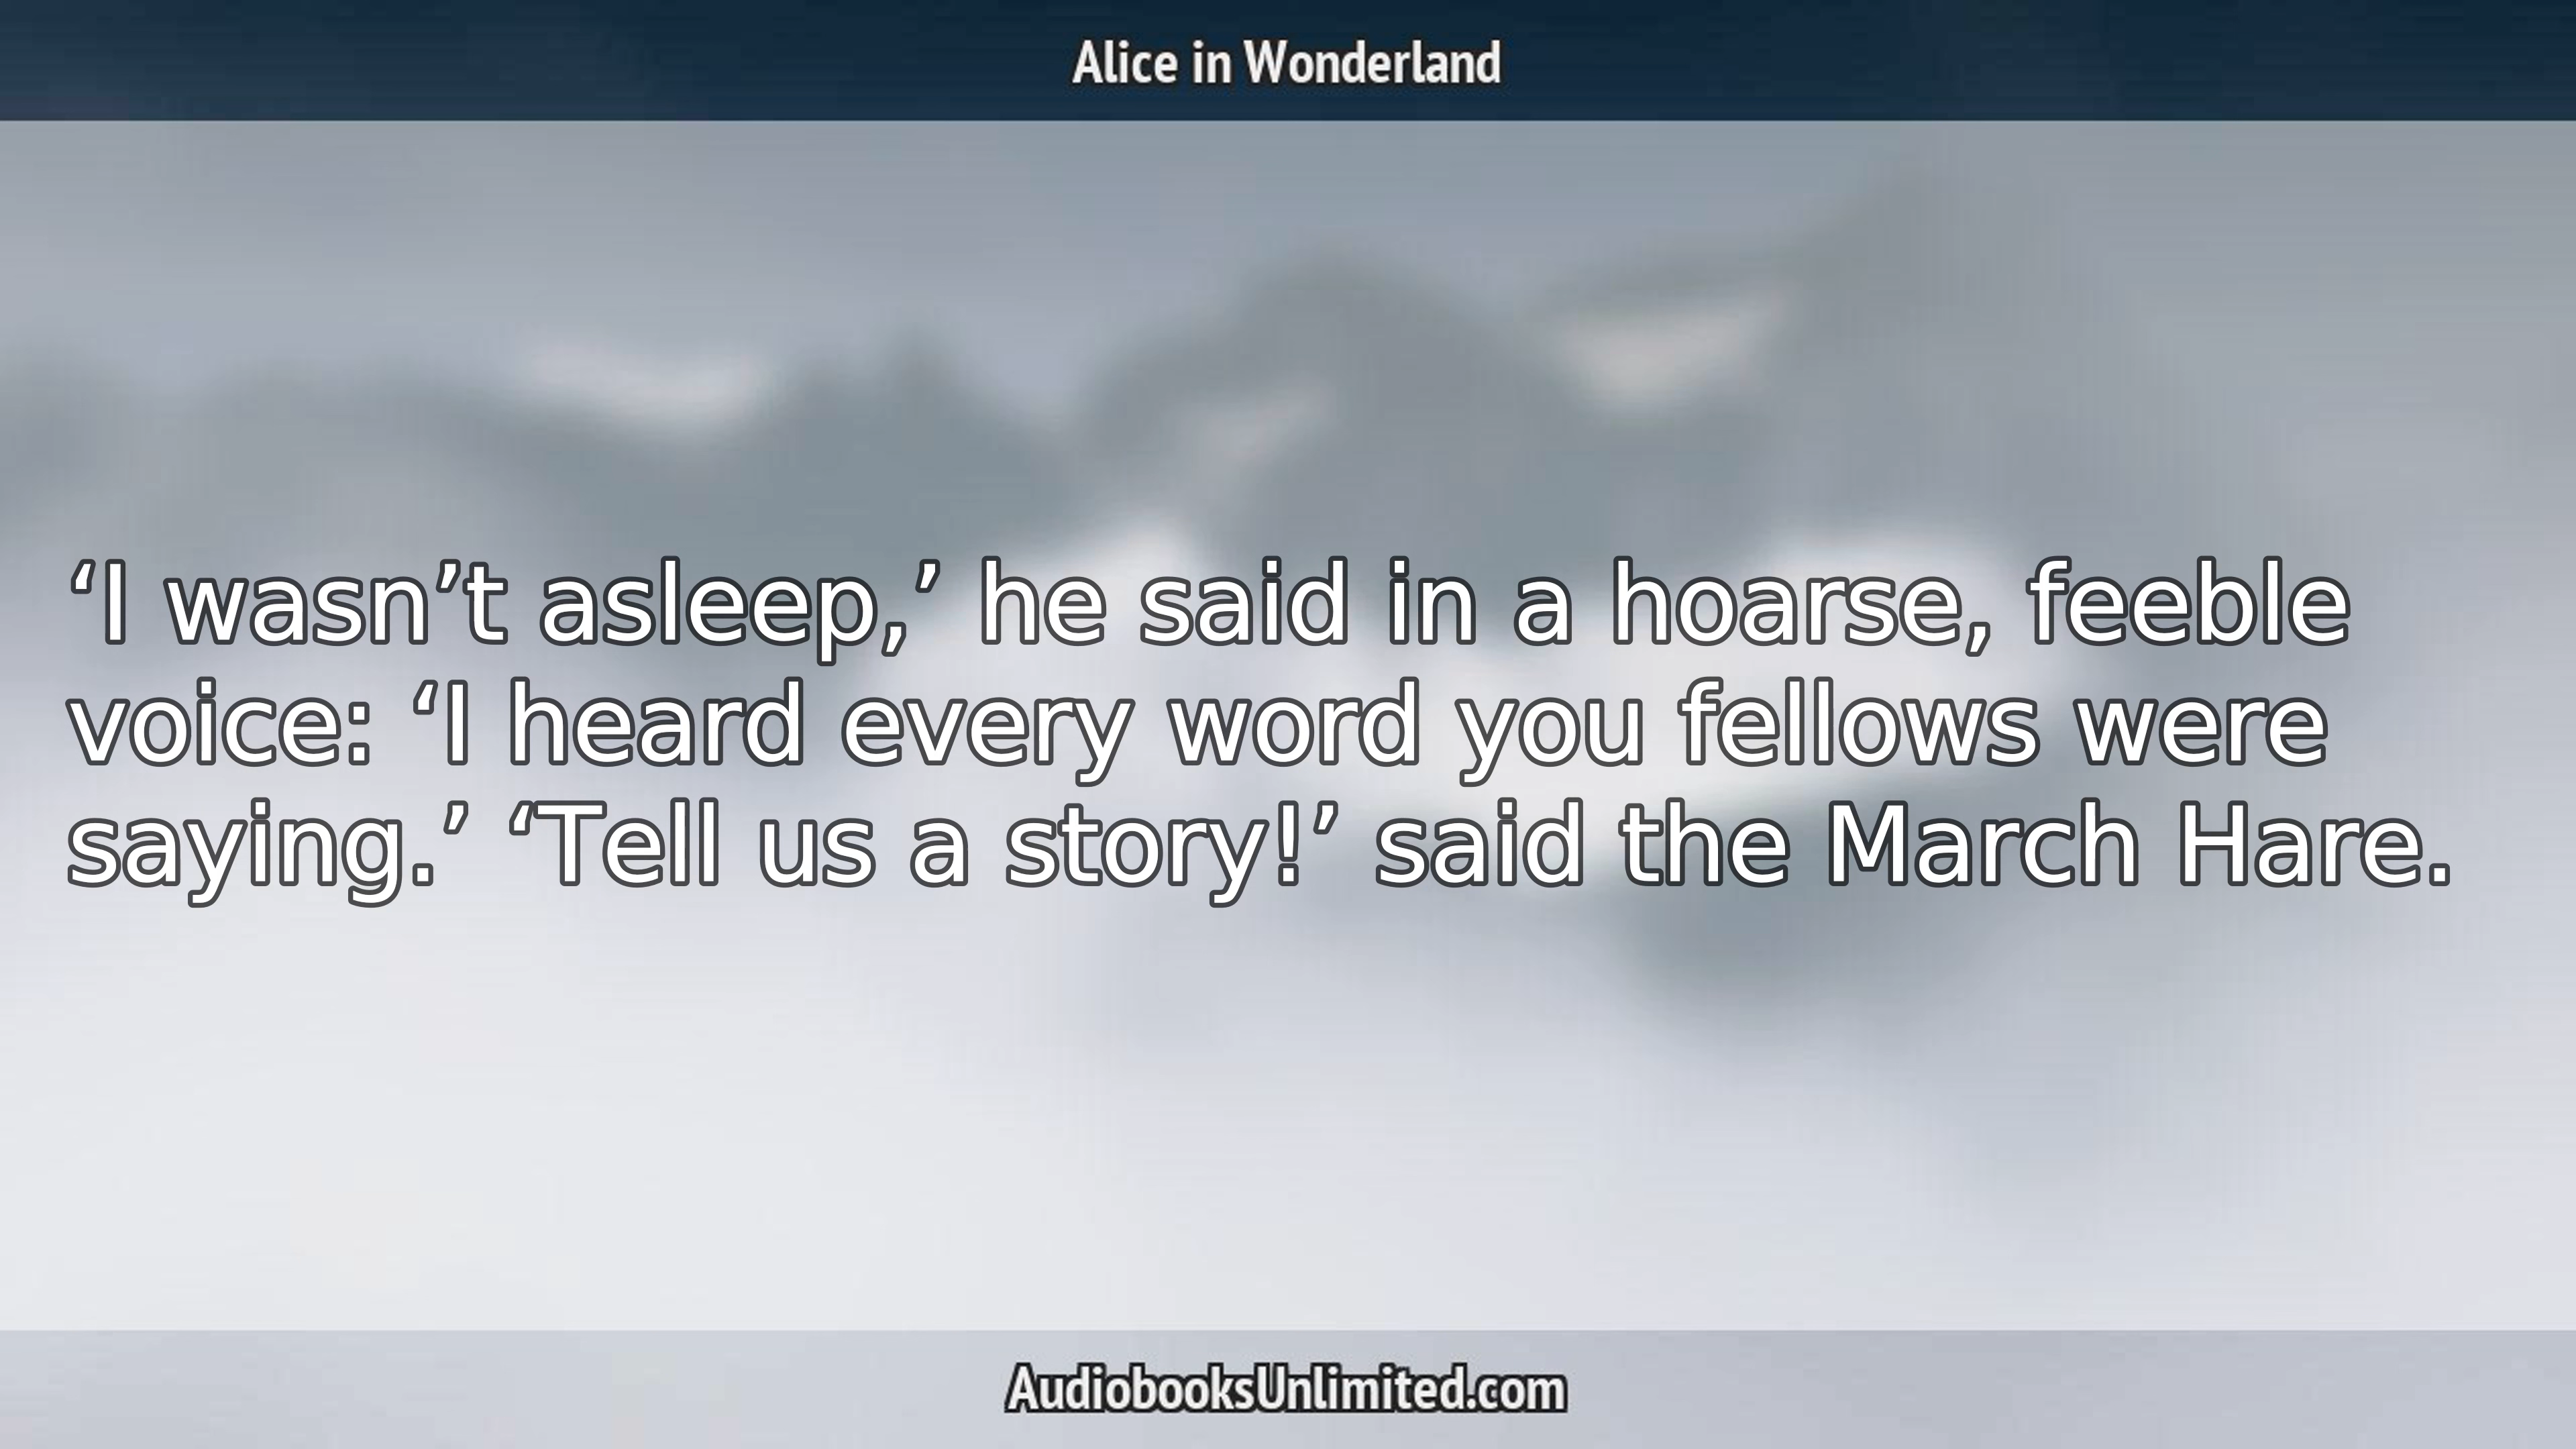 Alice in Wonderland
‘I wasn’t asleep,’ he said in a hoarse, feeble
voice: ‘I heard every word you fellows were
saying.’ ‘Tell us a story!’ said the March Hare.
AudiobooksUnlimited.com